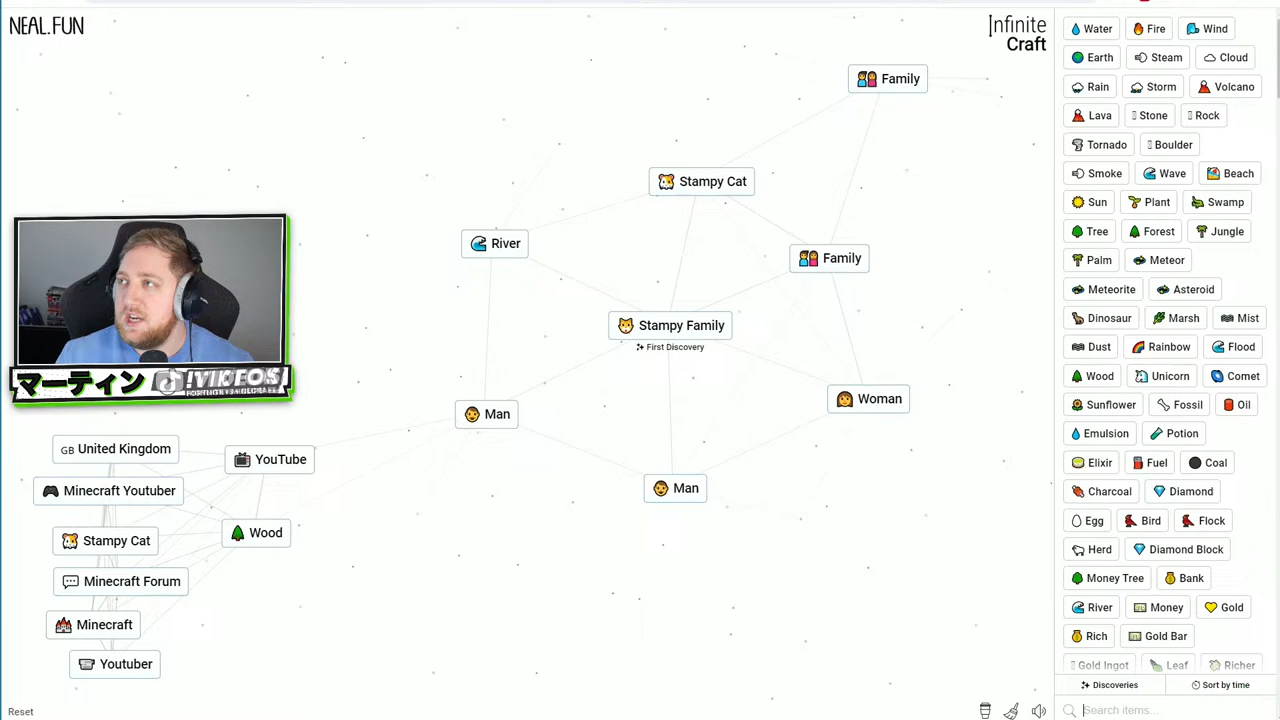 NEAL.FUN
Infinite
Craft
Family
Stampy Cat
River
Family
Stampy Family
First Discovery
Woman
Man
Man
マーティン !VIDEOS
GB United Kingdom
YouTube
Minecraft Youtuber
Wood
Stampy Cat
Minecraft Forum
Minecraft
Youtuber
Reset
Water Fire Wind
Earth Steam Cloud
Rain Storm Volcano
Lava Stone Rock
Tornado Boulder
Smoke Wave Beach
Sun Plant Swamp
Tree Forest Jungle
Palm Meteor
Meteorite Asteroid
Dinosaur Marsh Mist
Dust Rainbow Flood
Wood Unicorn Comet
Sunflower Fossil Oil
Emulsion Potion
Elixir Fuel Coal
Charcoal Diamond
Egg Bird Flock
Herd Diamond Block
Money Tree Bank
River Money Gold
Rich Gold Bar
Gold Ingot Leaf Richer
Discoveries Sort by time
Search items...